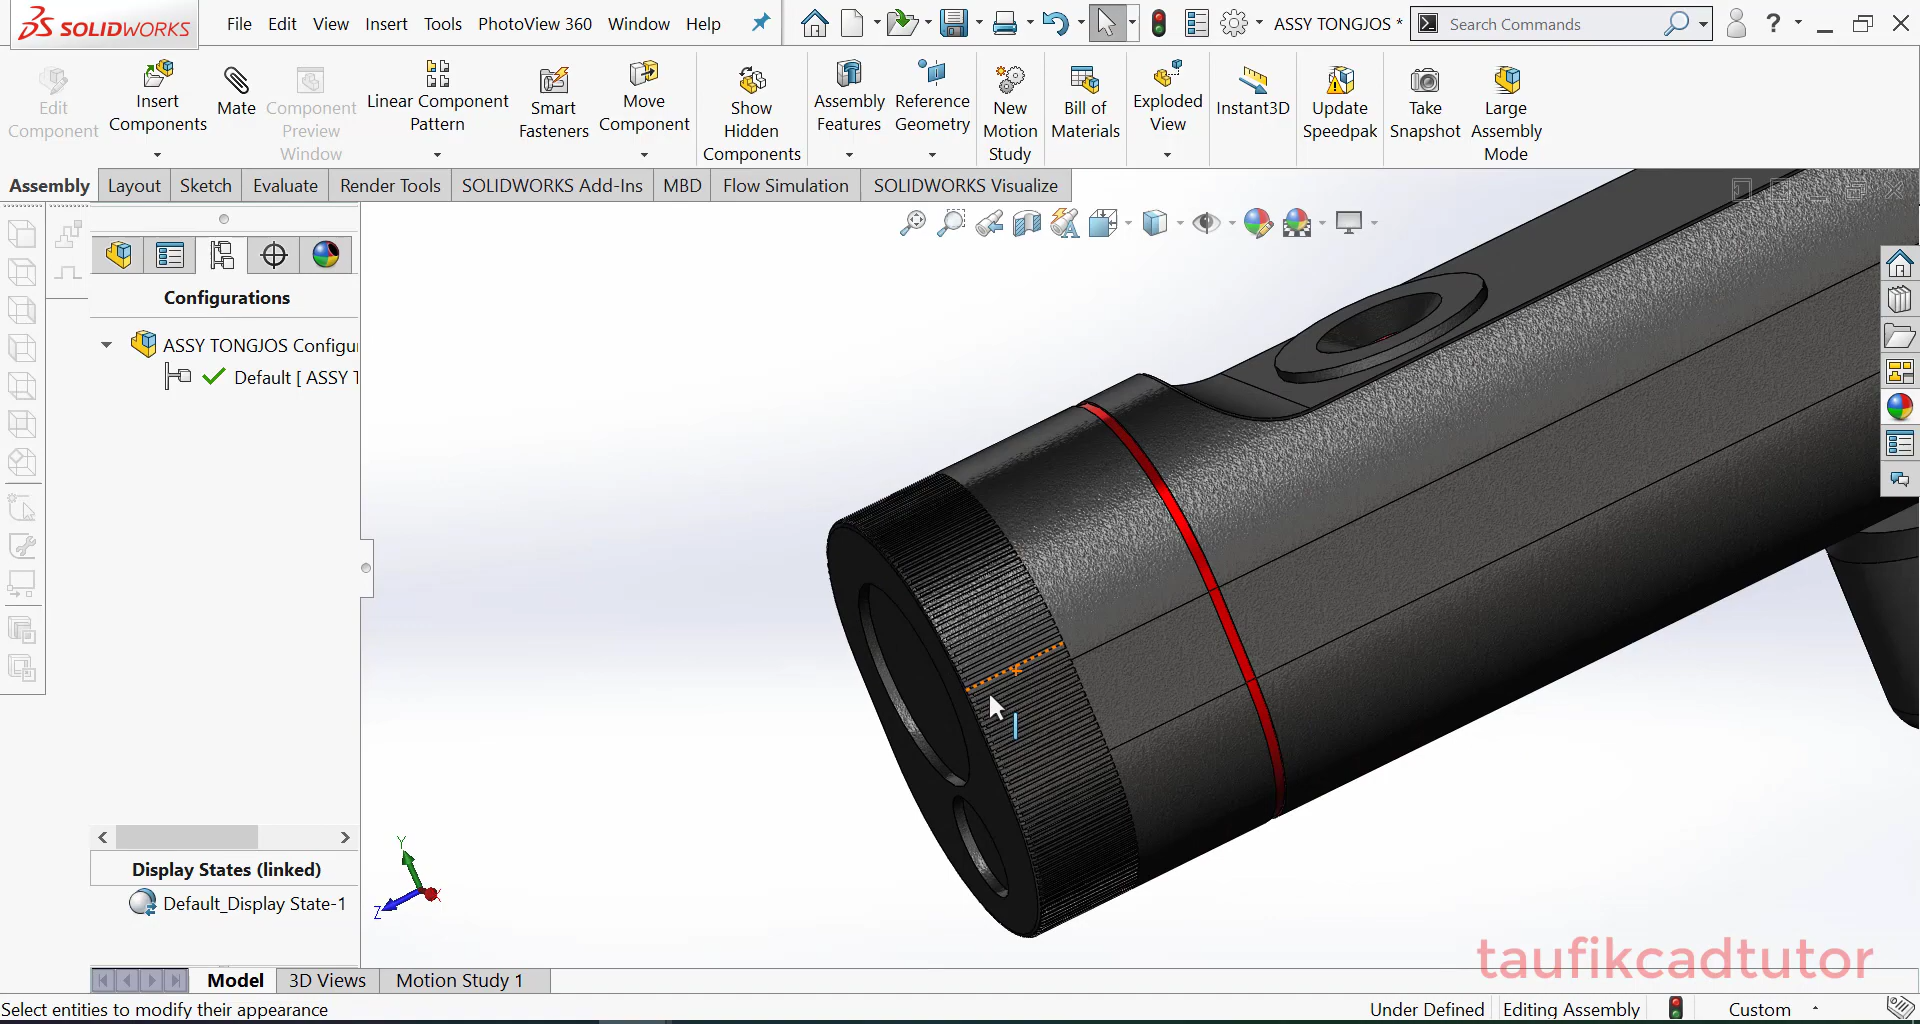 SOLIDWORKS File Edit View Insert Tools PhotoView 360 Window Help ASSY TONGJOS * Search Commands ?
Edit Component
Insert Components
Mate
Component Preview Window
Linear Component Pattern
Smart Fasteners
Move Component
Show Hidden Components
Assembly Features
Reference Geometry
New Motion Study
Bill of Materials
Exploded View
Instant3D
Update Speedpak
Take Snapshot
Large Assembly Mode
Assembly Layout Sketch Evaluate Render Tools SOLIDWORKS Add-Ins MBD Flow Simulation SOLIDWORKS Visualize
Configurations
ASSY TONGJOS Configu
Default [ ASSY T
Display States (linked)
Default_Display State-1
Y
X
Z
taufikcadtutor
Model 3D Views Motion Study 1
Select entities to modify their appearance Under Defined Editing Assembly Custom